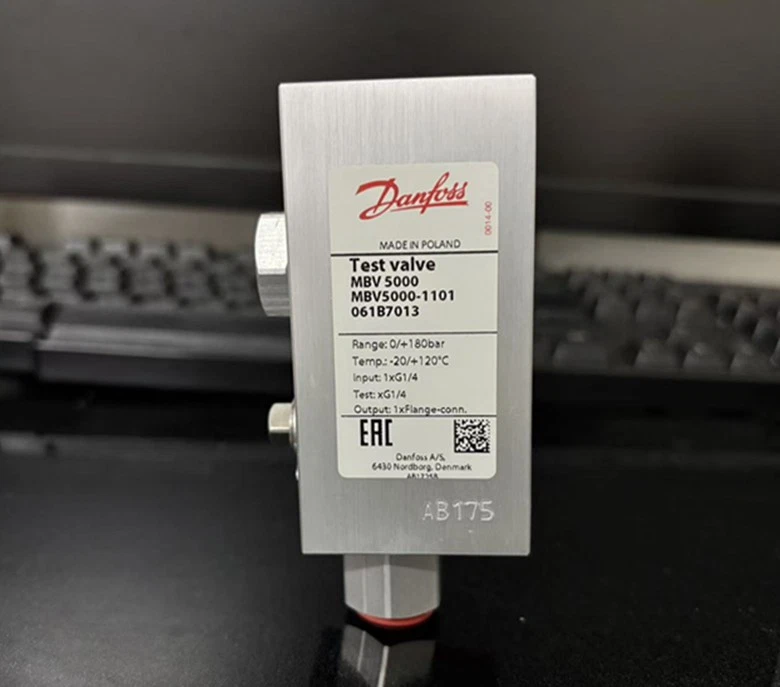 Danfoss
0014-00
MADE IN POLAND
Test valve
MBV 5000
MBV5000-1101
061B7013
Range: 0/+180bar
Temp.: -20/+120°C
Input: 1xG1/4
Test: xG1/4
Output: 1xFlange-conn.
EAC
Danfoss A/S,
6430 Nordborg, Denmark
AB175